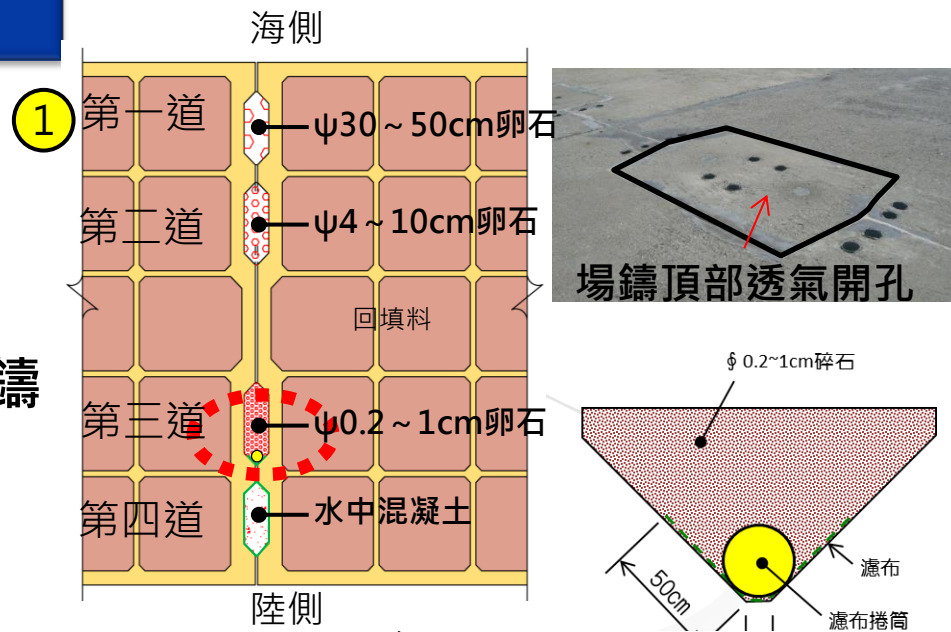 海側
1
第一道
ψ30～50cm卵石
第二道
ψ4～10cm卵石
場鑄頂部透氣開孔
回填料
鑄
∮0.2~1cm碎石
第三道
ψ0.2～1cm卵石
第四道
水中混凝土
50cm
濾布
濾布捲筒
陸側